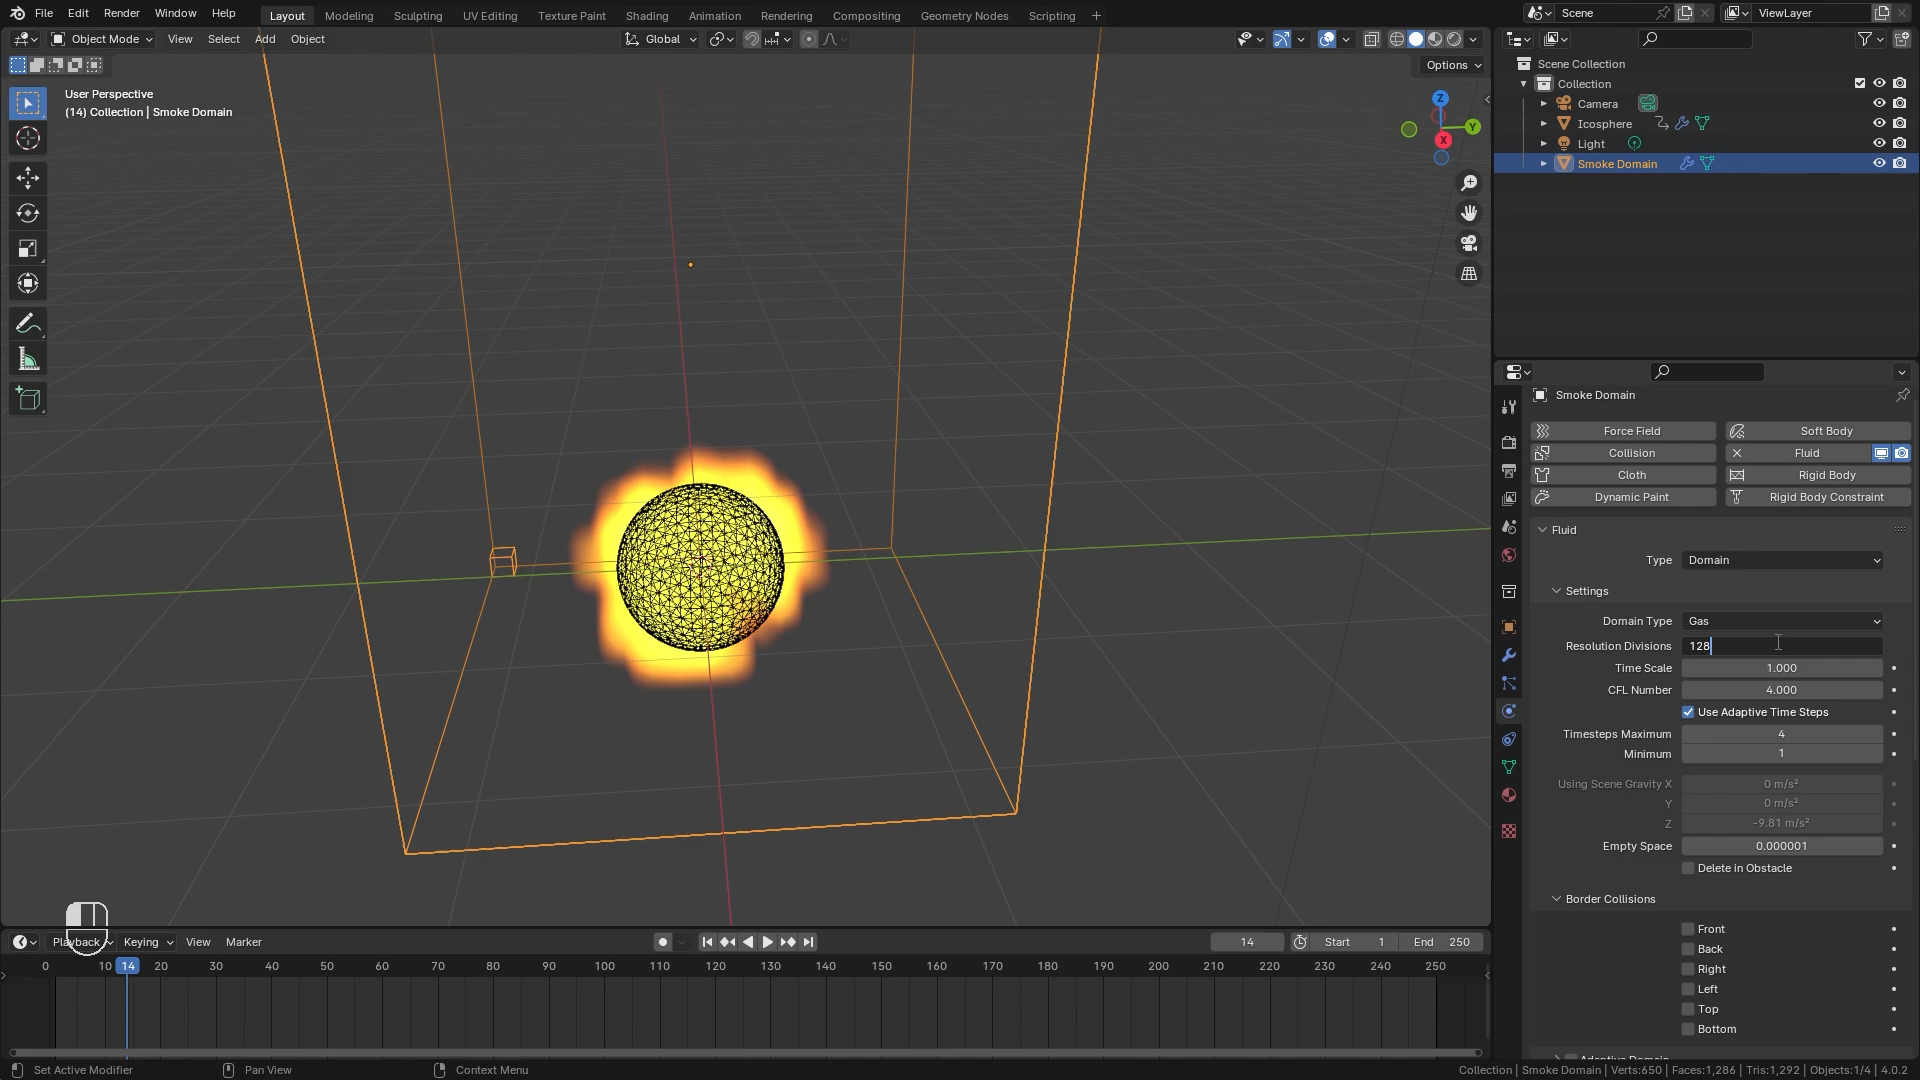 File Edit Render Window Help Layout Modeling Sculpting UV Editing Texture Paint Shading Animation Rendering Compositing Geometry Nodes Scripting + Scene ViewLayer
Object Mode View Select Add Object Global
Options
User Perspective
(14) Collection | Smoke Domain
Z
Y
X
Scene Collection
Collection
Camera
Icosphere
Light
Smoke Domain
Smoke Domain
Force Field Soft Body
Collision Fluid
Cloth Rigid Body
Dynamic Paint Rigid Body Constraint
Fluid
Type Domain
Settings
Domain Type Gas
Resolution Divisions 128
Time Scale 1.000
CFL Number 4.000
Use Adaptive Time Steps
Timesteps Maximum 4
Minimum 1
Using Scene Gravity X 0 m/s²
Y 0 m/s²
Z -9.81 m/s²
Empty Space 0.000001
Delete in Obstacle
Border Collisions
Front
Back
Right
Left
Top
Bottom
Adaptive Domain
Playback Keying View Marker 14 Start 1 End 250
0 10 14 20 30 40 50 60 70 80 90 100 110 120 130 140 150 160 170 180 190 200 210 220 230 240 250
Set Active Modifier Pan View Context Menu Collection | Smoke Domain | Verts:650 | Faces:1,286 | Tris:1,292 | Objects:1/4 | 4.0.2